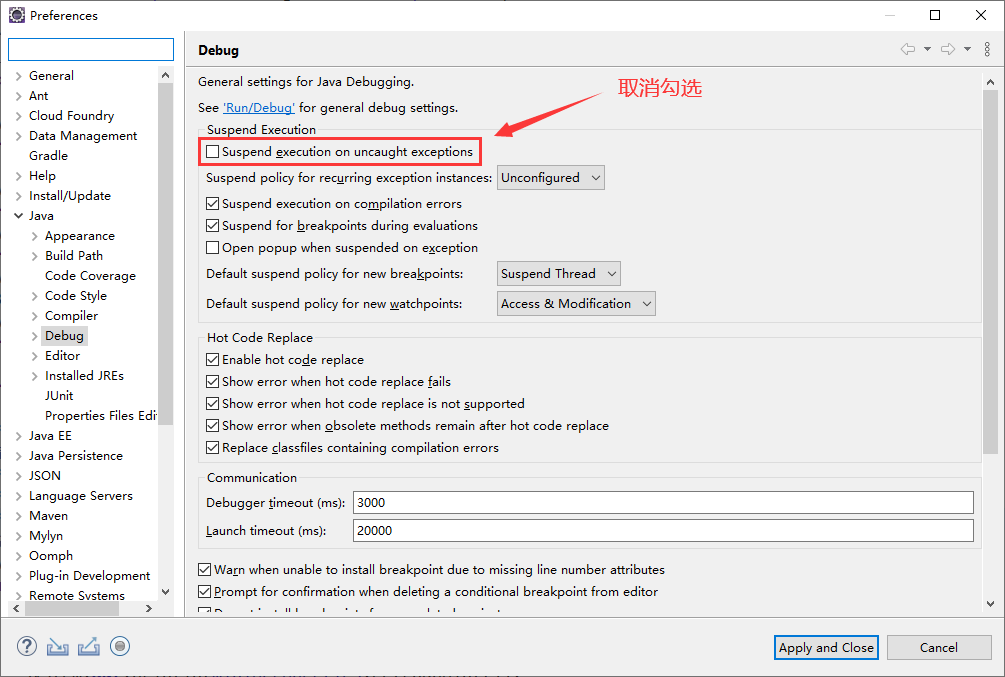 Preferences
General
Ant
Cloud Foundry
Data Management
Gradle
Help
Install/Update
Java
Appearance
Build Path
Code Coverage
Code Style
Compiler
Debug
Editor
Installed JREs
JUnit
Properties Files Edi
Java EE
Java Persistence
JSON
Language Servers
Maven
Mylyn
Oomph
Plug-in Development
Remote Systems
Debug
General settings for Java Debugging.
取消勾选
See 'Run/Debug' for general debug settings.
Suspend Execution
Suspend execution on uncaught exceptions
Suspend policy for recurring exception instances: Unconfigured
Suspend execution on compilation errors
Suspend for breakpoints during evaluations
Open popup when suspended on exception
Default suspend policy for new breakpoints: Suspend Thread
Default suspend policy for new watchpoints: Access & Modification
Hot Code Replace
Enable hot code replace
Show error when hot code replace fails
Show error when hot code replace is not supported
Show error when obsolete methods remain after hot code replace
Replace classfiles containing compilation errors
Communication
Debugger timeout (ms): 3000
Launch timeout (ms): 20000
Warn when unable to install breakpoint due to missing line number attributes
Prompt for confirmation when deleting a conditional breakpoint from editor
Apply and Close
Cancel